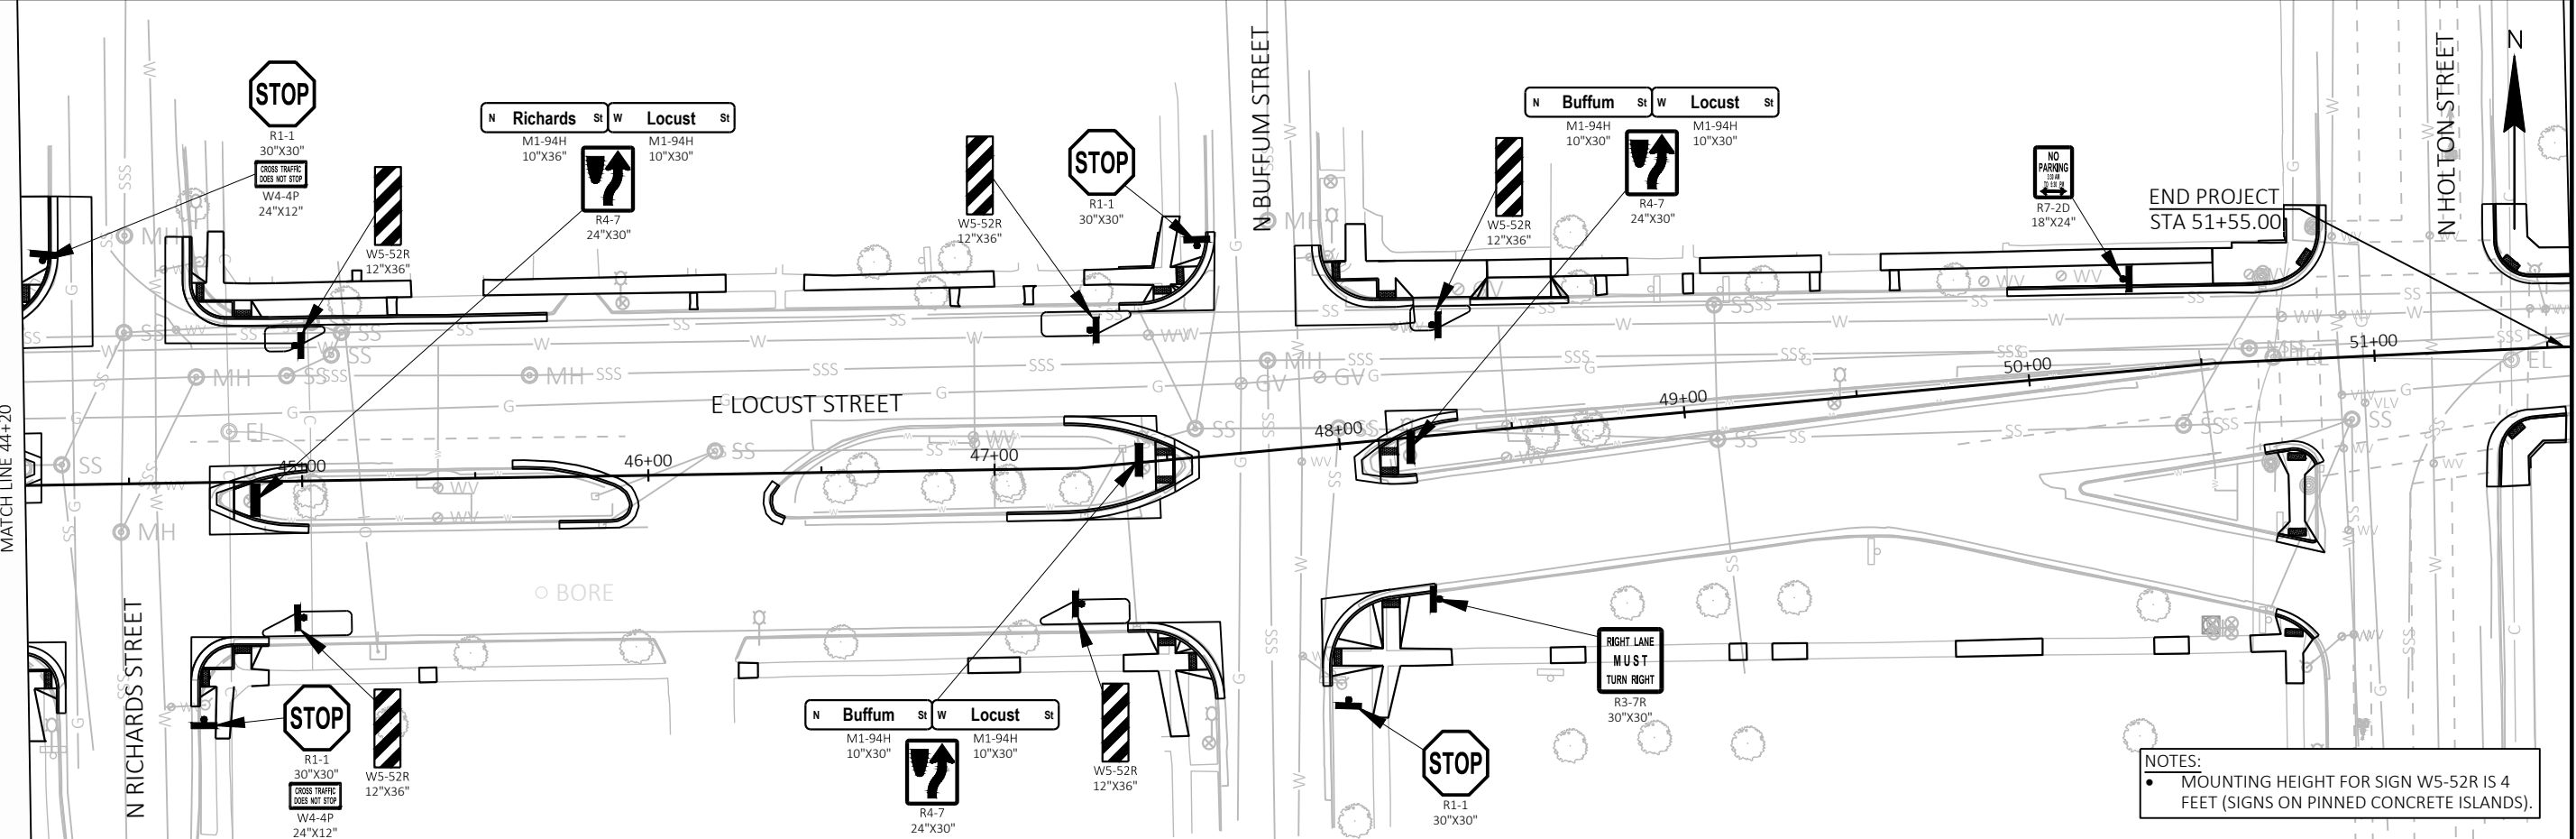 STOP
R1-1
30"X30"
CROSS TRAFFIC
DOES NOT STOP
W4-4P
24"X12"
W5-52R
12"X36"
N Richards St W Locust St
M1-94H M1-94H
10"X36" 10"X30"
R4-7
24"X30"
W5-52R
12"X36"
STOP
R1-1
30"X30"
N BUFFUM STREET
N Buffum St W Locust St
M1-94H M1-94H
10"X30" 10"X30"
W5-52R
12"X36"
R4-7
24"X30"
NO
PARKING
R7-2D
18"X24"
END PROJECT
STA 51+55.00
N HOLTON STREET
N
MATCH LINE 44+20
E LOCUST STREET
45+00
46+00
47+00
48+00
49+00
50+00
51+00
SSS
W
G
MH
SS
WV
GV
EL
BORE
N RICHARDS STREET
STOP
R1-1
30"X30"
CROSS TRAFFIC
DOES NOT STOP
W4-4P
24"X12"
W5-52R
12"X36"
N Buffum St W Locust St
M1-94H M1-94H
10"X30" 10"X30"
R4-7
24"X30"
W5-52R
12"X36"
RIGHT LANE
MUST
TURN RIGHT
R3-7R
30"X30"
STOP
R1-1
30"X30"
NOTES:
• MOUNTING HEIGHT FOR SIGN W5-52R IS 4
FEET (SIGNS ON PINNED CONCRETE ISLANDS).